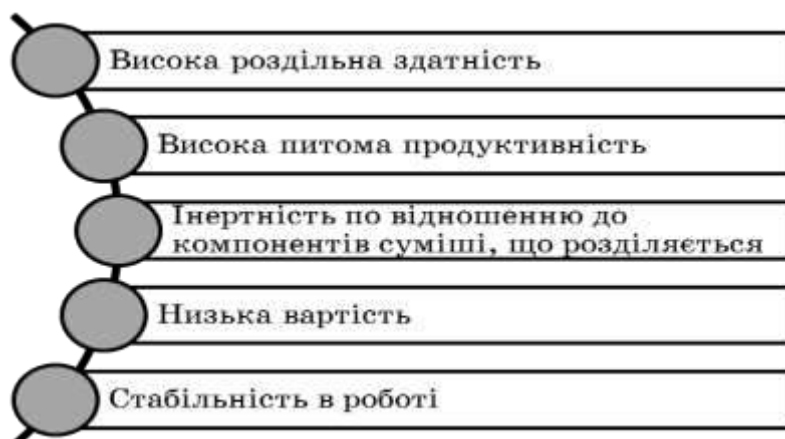 Висока роздільна здатність
Висока питома продуктивність
Інертність по відношенню до
компонентів суміші, що розділяється
Низька вартість
Стабільність в роботі